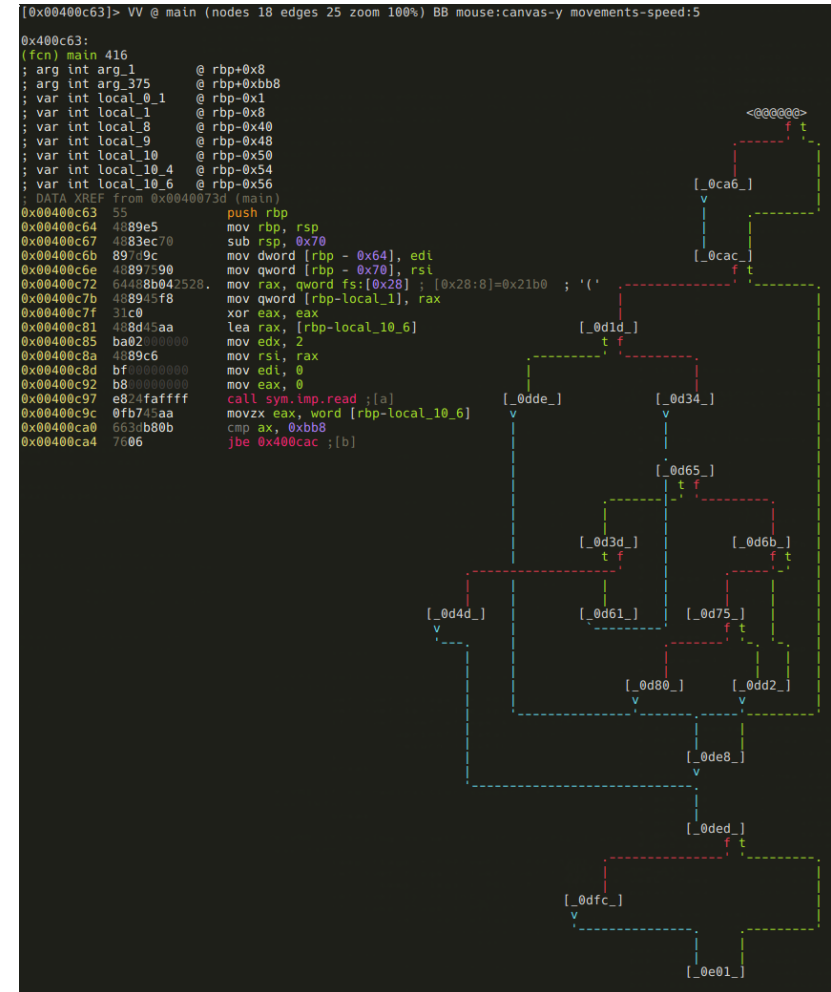 [0x00400c63]> VV @ main (nodes 18 edges 25 zoom 100%) BB mouse:canvas-y movements-speed:5
0x400c63:
(fcn) main 416
; arg int arg_1 @ rbp+0x8
; arg int arg_375 @ rbp+0xbb8
; var int local_0_1 @ rbp-0x1
; var int local_1 @ rbp-0x8
; var int local_8 @ rbp-0x40
; var int local_9 @ rbp-0x48
; var int local_10 @ rbp-0x50
; var int local_10_4 @ rbp-0x54
; var int local_10_6 @ rbp-0x56
; DATA XREF from 0x0040073d (main)
0x00400c63 55 push rbp
0x00400c64 4889e5 mov rbp, rsp
0x00400c67 4883ec70 sub rsp, 0x70
0x00400c6b 897d9c mov dword [rbp - 0x64], edi
0x00400c6e 48897590 mov qword [rbp - 0x70], rsi
0x00400c72 64488b042528. mov rax, qword fs:[0x28] ; [0x28:8]=0x21b0 ; '('
0x00400c7b 488945f8 mov qword [rbp-local_1], rax
0x00400c7f 31c0 xor eax, eax
0x00400c81 488d45aa lea rax, [rbp-local_10_6]
0x00400c85 ba02000000 mov edx, 2
0x00400c8a 4889c6 mov rsi, rax
0x00400c8d bf00000000 mov edi, 0
0x00400c92 b800000000 mov eax, 0
0x00400c97 e824faffff call sym.imp.read ;[a]
0x00400c9c 0fb745aa movzx eax, word [rbp-local_10_6]
0x00400ca0 663db80b cmp ax, 0xbb8
0x00400ca4 7606 jbe 0x400cac ;[b]
<@@@@@@>
f t
[_0ca6_]
v
[_0cac_]
f t
[_0d1d_]
t f
[_0dde_] [_0d34_]
v v
[_0d65_]
t f
[_0d3d_] [_0d6b_]
t f f t
[_0d4d_] [_0d61_] [_0d75_]
v f t
[_0d80_] [_0dd2_]
v v
[_0de8_]
v
[_0ded_]
f t
[_0dfc_]
v
[_0e01_]